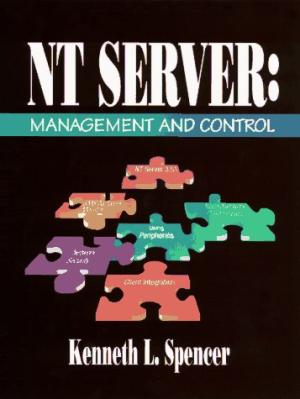 NT SERVER:
MANAGEMENT AND CONTROL
NT Server 3.51
Using
Peripherals
Client Integration
Kenneth L. Spencer